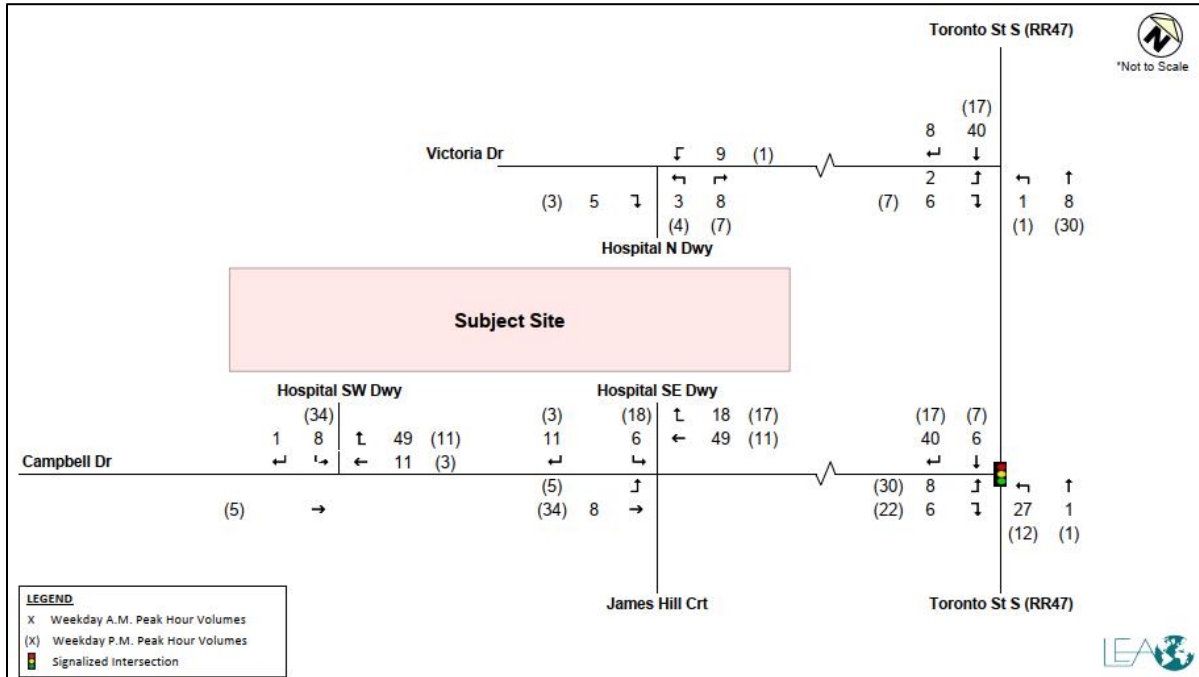 Toronto St S (RR47)
N
*Not to Scale
(17)
8 40
Victoria Dr
9 (1)
2
(3) 5 3 8 (7) 6 1 8
(4) (7) (1) (30)
Hospital N Dwy
Subject Site
Hospital SW Dwy Hospital SE Dwy
(34) (3) (18) 18 (17) (17) (7)
1 8 49 (11) 11 6 49 (11) 40 6
Campbell Dr 11 (3)
(5) (30) 8
(5) (34) 8 (22) 6 27 1
(12) (1)
LEGEND
X Weekday A.M. Peak Hour Volumes
(X) Weekday P.M. Peak Hour Volumes
Signalized Intersection
James Hill Crt
Toronto St S (RR47)
LEA